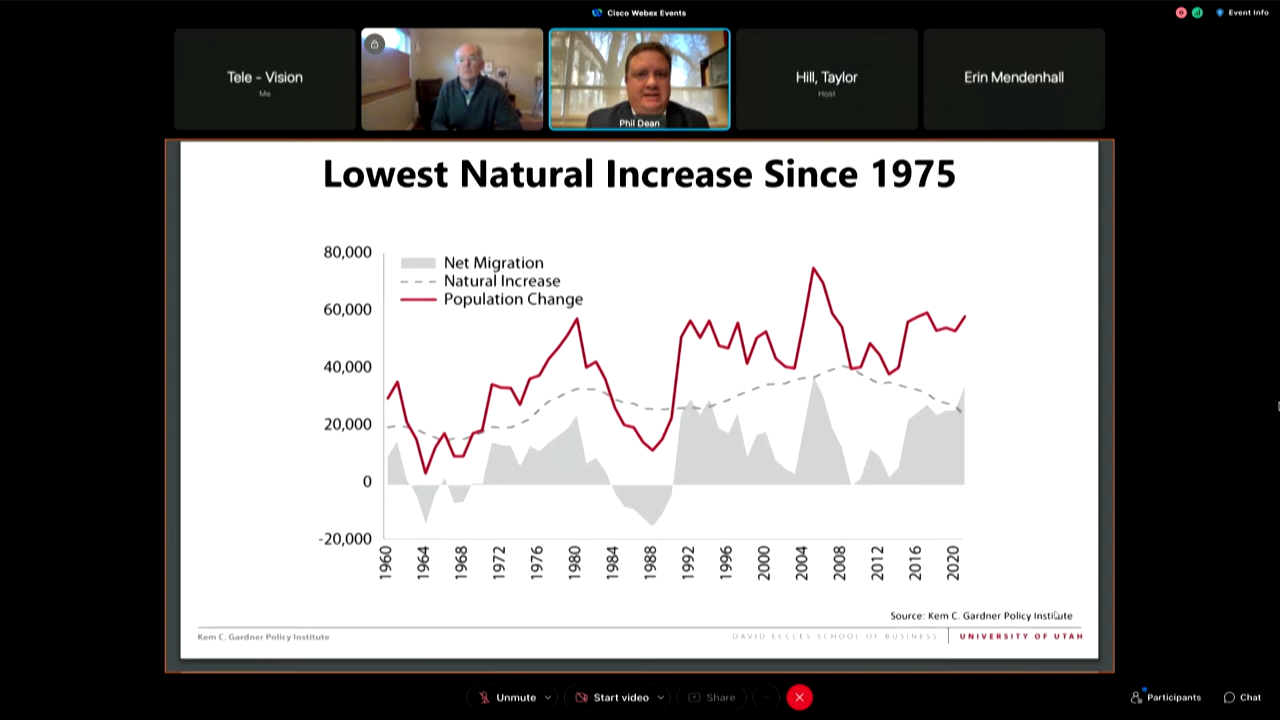 Cisco Webex Events
Event Info
Tele - Vision
Me
Phil Dean
Hill, Taylor
Host
Erin Mendenhall
Lowest Natural Increase Since 1975
80,000
60,000
40,000
20,000
0
-20,000
Net Migration
Natural Increase
Population Change
1960
1964
1968
1972
1976
1980
1984
1988
1992
1996
2000
2004
2008
2012
2016
2020
Source: Kem C. Gardner Policy Institute
Kem C. Gardner Policy Institute
DAVID ECCLES SCHOOL OF BUSINESS
UNIVERSITY OF UTAH
Unmute
Start video
Share
Participants
Chat